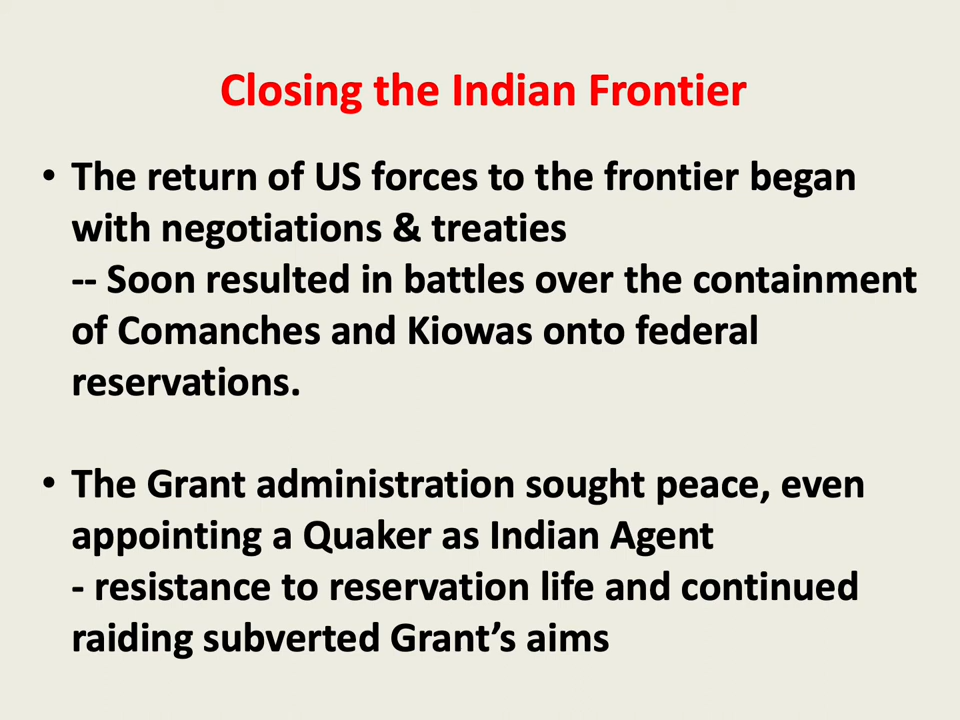 Closing the Indian Frontier
• The return of US forces to the frontier began
with negotiations & treaties
-- Soon resulted in battles over the containment
of Comanches and Kiowas onto federal
reservations.
• The Grant administration sought peace, even
appointing a Quaker as Indian Agent
- resistance to reservation life and continued
raiding subverted Grant’s aims